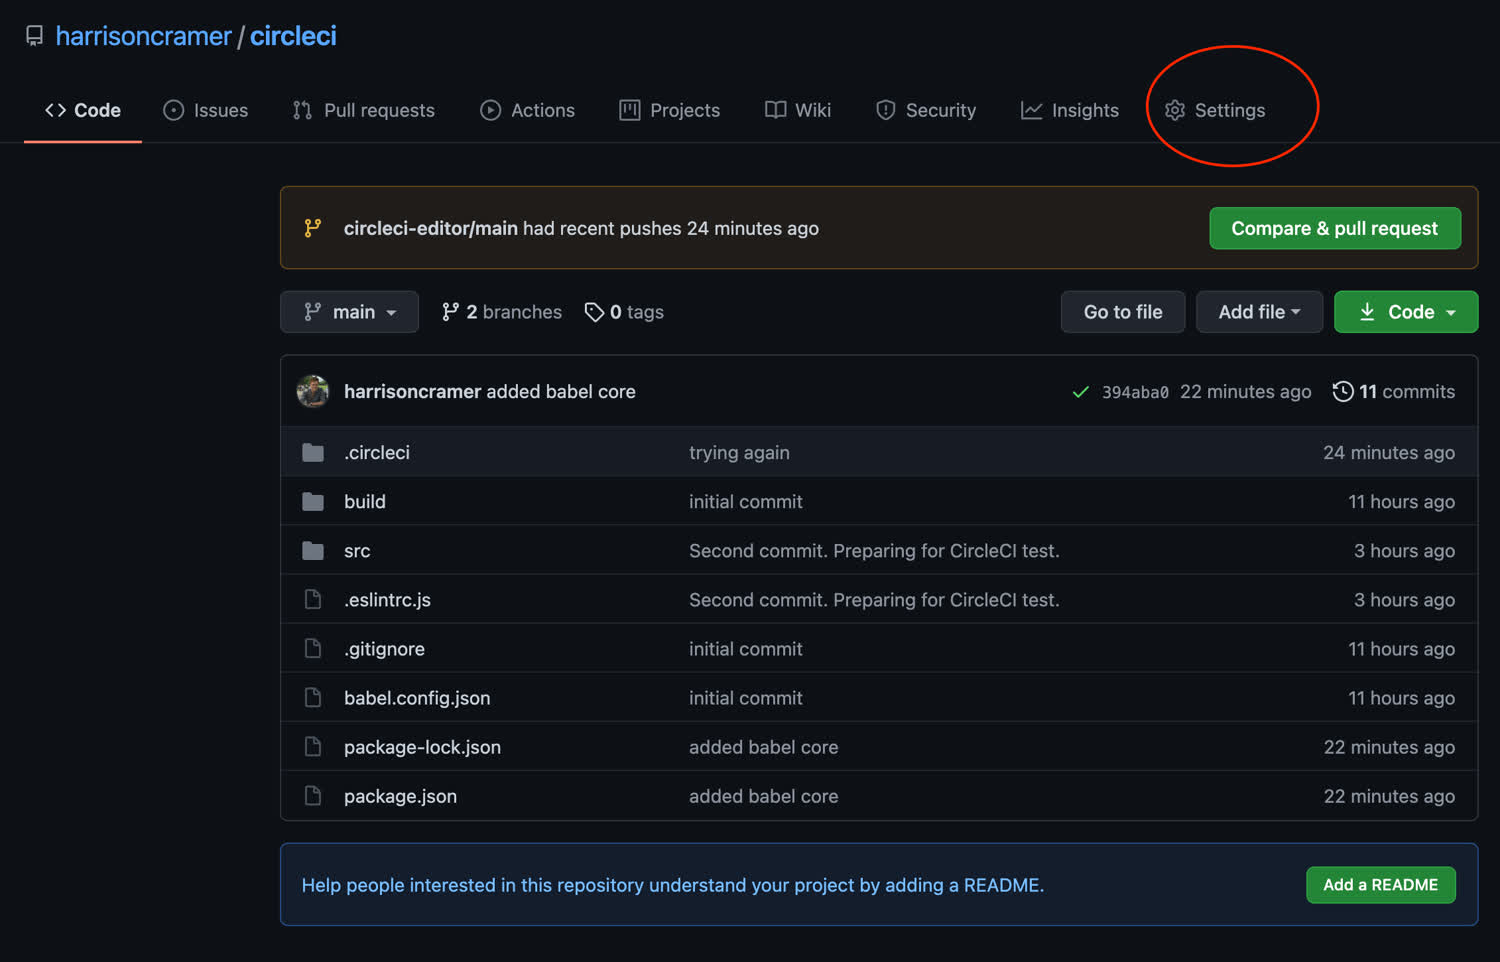 harrisoncramer / circleci
Code Issues Pull requests Actions Projects Wiki Security Insights Settings
circleci-editor/main had recent pushes 24 minutes ago Compare & pull request
main 2 branches 0 tags Go to file Add file Code
harrisoncramer added babel core 394aba0 22 minutes ago 11 commits
.circleci trying again 24 minutes ago
build initial commit 11 hours ago
src Second commit. Preparing for CircleCI test. 3 hours ago
.eslintrc.js Second commit. Preparing for CircleCI test. 3 hours ago
.gitignore initial commit 11 hours ago
babel.config.json initial commit 11 hours ago
package-lock.json added babel core 22 minutes ago
package.json added babel core 22 minutes ago
Help people interested in this repository understand your project by adding a README. Add a README